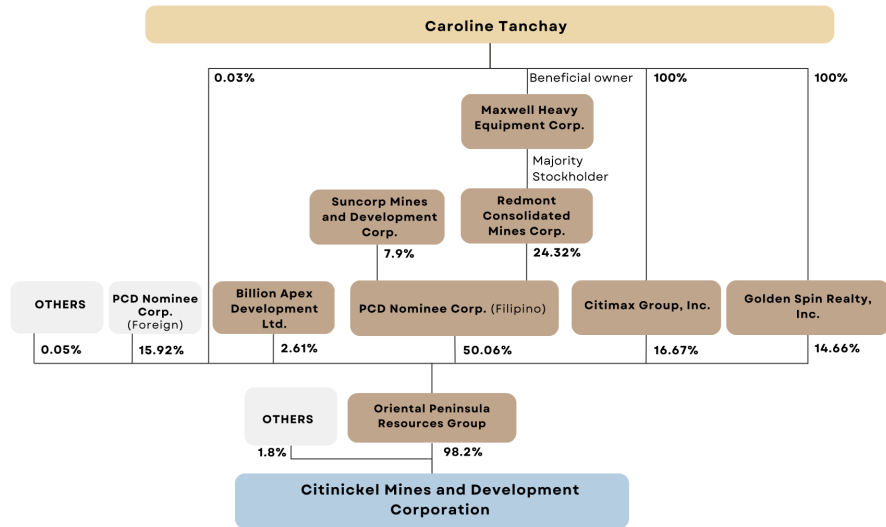 Caroline Tanchay
0.03%
Beneficial owner
100%
100%
Maxwell Heavy
Equipment Corp.
Majority
Stockholder
Suncorp Mines
and Development
Corp.
Redmont
Consolidated
Mines Corp.
7.9%
24.32%
OTHERS
PCD Nominee
Corp.
(Foreign)
Billion Apex
Development
Ltd.
PCD Nominee Corp. (Filipino)
Citimax Group, Inc.
Golden Spin Realty,
Inc.
0.05%
15.92%
2.61%
50.06%
16.67%
14.66%
OTHERS
Oriental Peninsula
Resources Group
1.8%
98.2%
Citinickel Mines and Development
Corporation